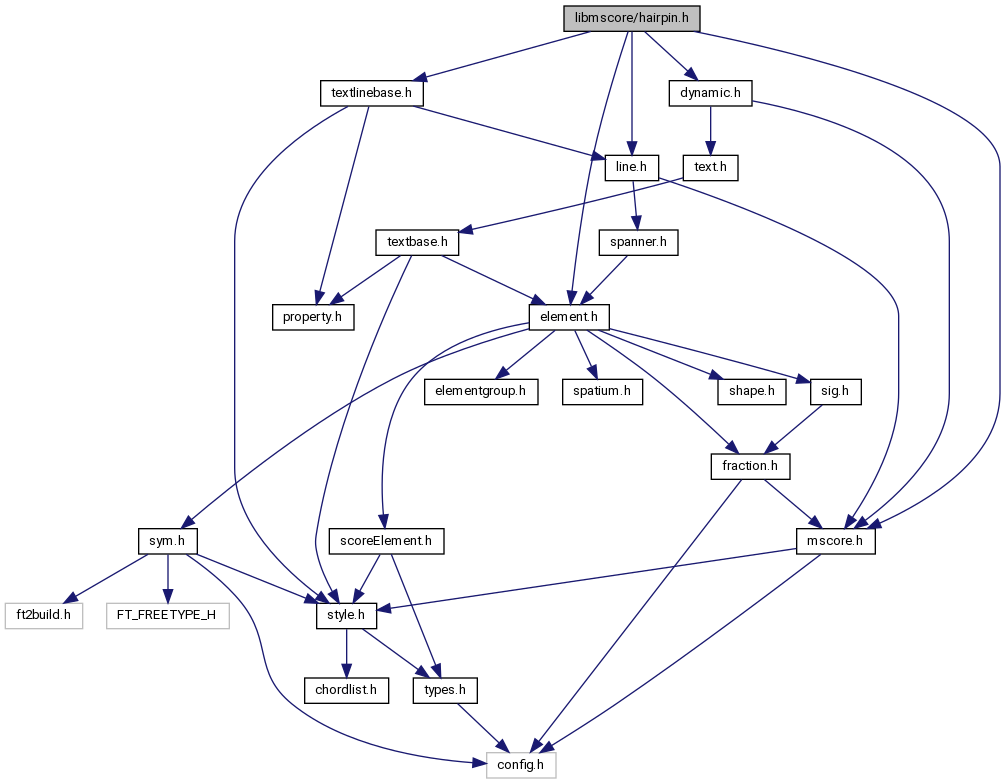 libmscore/hairpin.h
textlinebase.h
dynamic.h
line.h
text.h
textbase.h
spanner.h
property.h
element.h
elementgroup.h
spatium.h
shape.h
sig.h
fraction.h
sym.h
scoreElement.h
mscore.h
ft2build.h
FT_FREETYPE_H
style.h
chordlist.h
types.h
config.h